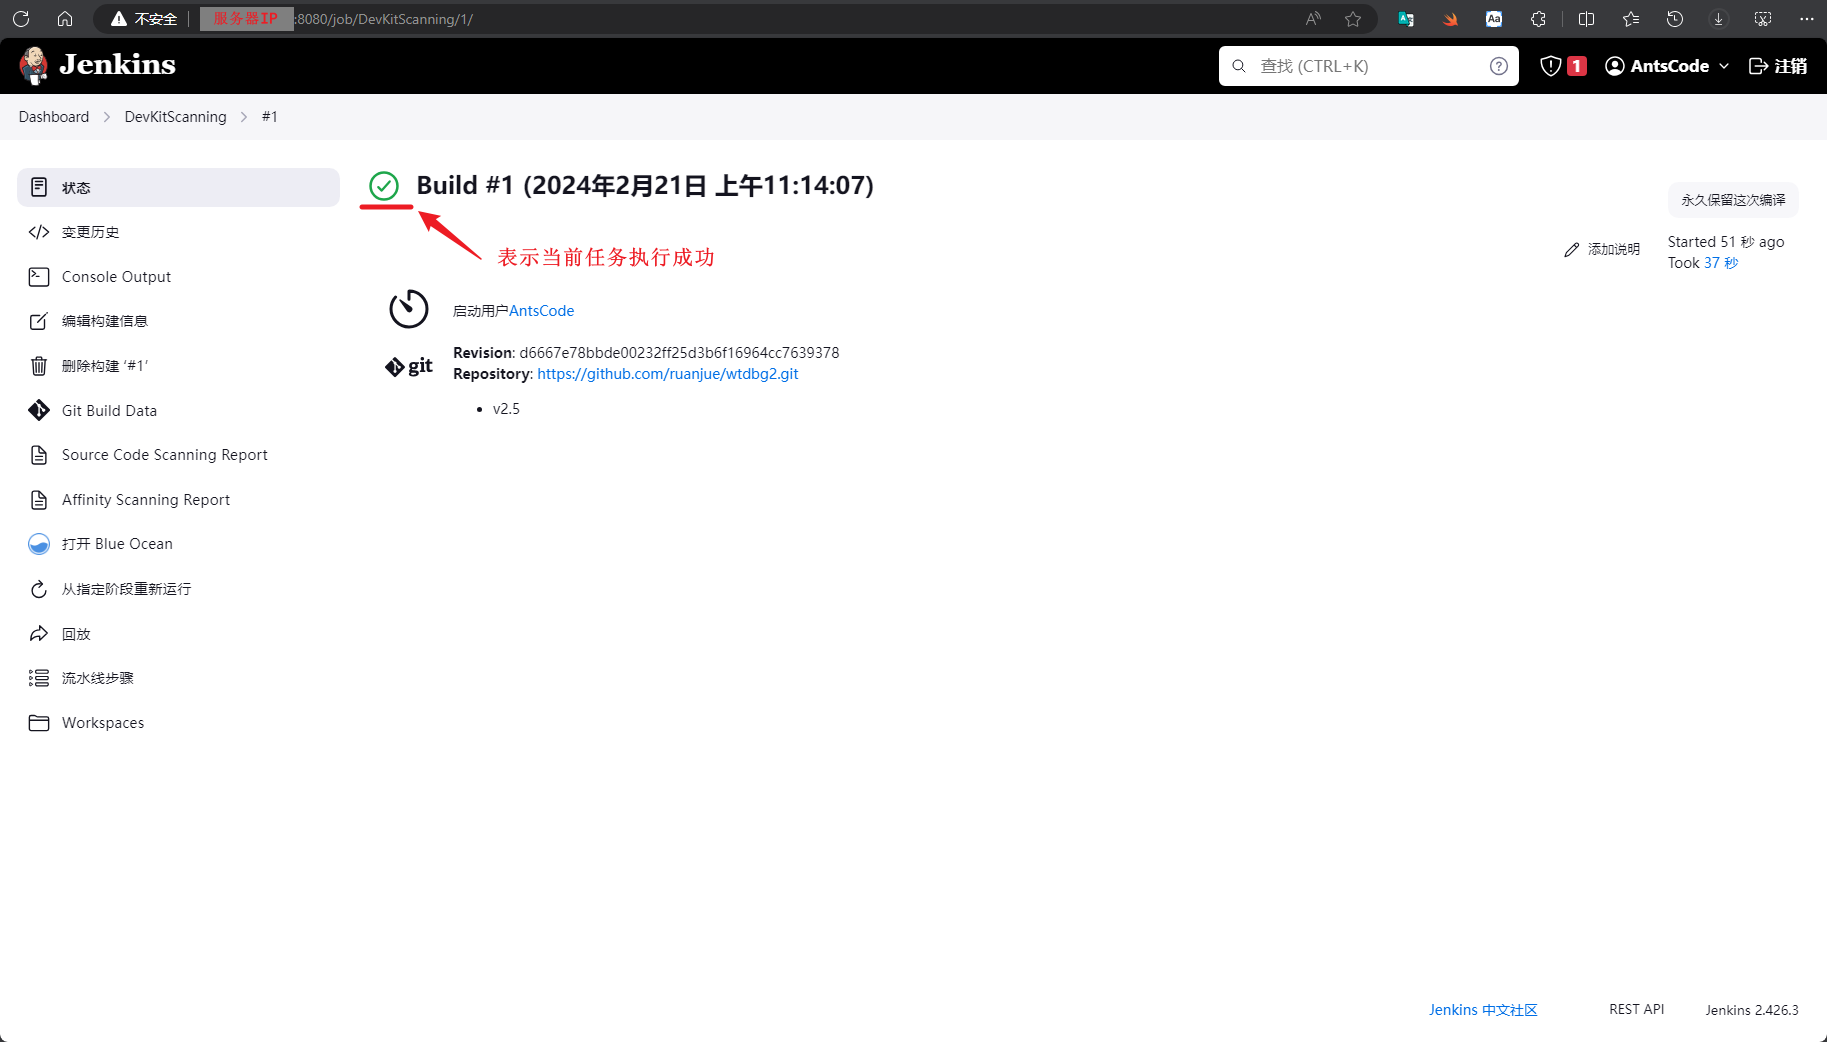 不安全 服务器IP :8080/job/DevKitScanning/1/
Jenkins 查找 (CTRL+K) 1 AntsCode 注销
Dashboard DevKitScanning #1
状态
变更历史
Console Output
编辑构建信息
删除构建 ‘#1’
Git Build Data
Source Code Scanning Report
Affinity Scanning Report
打开 Blue Ocean
从指定阶段重新运行
回放
流水线步骤
Workspaces
Build #1 (2024年2月21日 上午11:14:07)
表示当前任务执行成功
永久保留这次编译
添加说明
Started 51 秒 ago
Took 37 秒
启动用户AntsCode
git
Revision: d6667e78bbde00232ff25d3b6f16964cc7639378
Repository: https://github.com/ruanjue/wtdbg2.git
v2.5
Jenkins 中文社区 REST API Jenkins 2.426.3